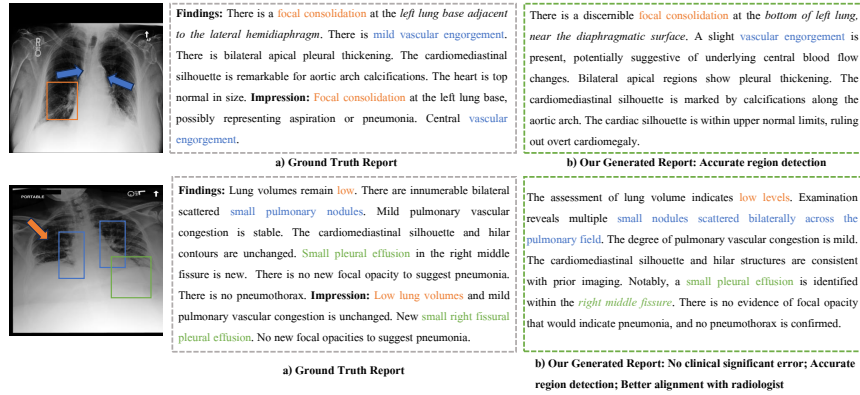 Findings: There is a focal consolidation at the left lung base adjacent
to the lateral hemidiaphragm. There is mild vascular engorgement.
There is bilateral apical pleural thickening. The cardiomediastinal
silhouette is remarkable for aortic arch calcifications. The heart is top
normal in size. Impression: Focal consolidation at the left lung base,
possibly representing aspiration or pneumonia. Central vascular
engorgement.
a) Ground Truth Report
There is a discernible focal consolidation at the bottom of left lung,
near the diaphragmatic surface. A slight vascular engorgement is
present, potentially suggestive of underlying central blood flow
changes. Bilateral apical regions show pleural thickening. The
cardiomediastinal silhouette is marked by calcifications along the
aortic arch. The cardiac silhouette is within upper normal limits, ruling
out overt cardiomegaly.
b) Our Generated Report: Accurate region detection
PORTABLE
Findings: Lung volumes remain low. There are innumerable bilateral
scattered small pulmonary nodules. Mild pulmonary vascular
congestion is stable. The cardiomediastinal silhouette and hilar
contours are unchanged. Small pleural effusion in the right middle
fissure is new. There is no new focal opacity to suggest pneumonia.
There is no pneumothorax. Impression: Low lung volumes and mild
pulmonary vascular congestion is unchanged. New small right fissural
pleural effusion. No new focal opacities to suggest pneumonia.
a) Ground Truth Report
The assessment of lung volume indicates low levels. Examination
reveals multiple small nodules scattered bilaterally across the
pulmonary field. The degree of pulmonary vascular congestion is mild.
The cardiomediastinal silhouette and hilar structures are consistent
with prior imaging. Notably, a small pleural effusion is identified
within the right middle fissure. There is no evidence of focal opacity
that would indicate pneumonia, and no pneumothorax is confirmed.
b) Our Generated Report: No clinical significant error; Accurate
region detection; Better alignment with radiologist